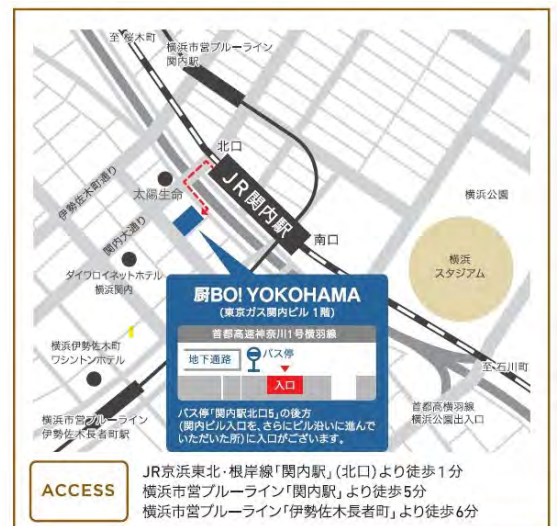 至 桜木町
横浜市営ブルーライン
関内駅
北口
太陽生命
伊勢佐木町通り
関内大通り
JR関内駅
横浜公園
南口
横浜
スタジアム
ダイワロイネットホテル
横浜関内
厨BO! YOKOHAMA
(東京ガス関内ビル 1階)
首都高速神奈川1号横羽線
地下通路
バス停
入口
横浜伊勢佐木町
ワシントンホテル
至 石川町
バス停「関内駅北口5」の後方
(関内ビル入口を、さらにビル沿いに進んで
いただいた所)に入口がございます。
首都高横羽線
横浜公園出入口
横浜市営ブルーライン
伊勢佐木長者町駅
ACCESS
JR京浜東北・根岸線「関内駅」(北口)より徒歩1分
横浜市営ブルーライン「関内駅」より徒歩5分
横浜市営ブルーライン「伊勢佐木長者町駅」より徒歩6分